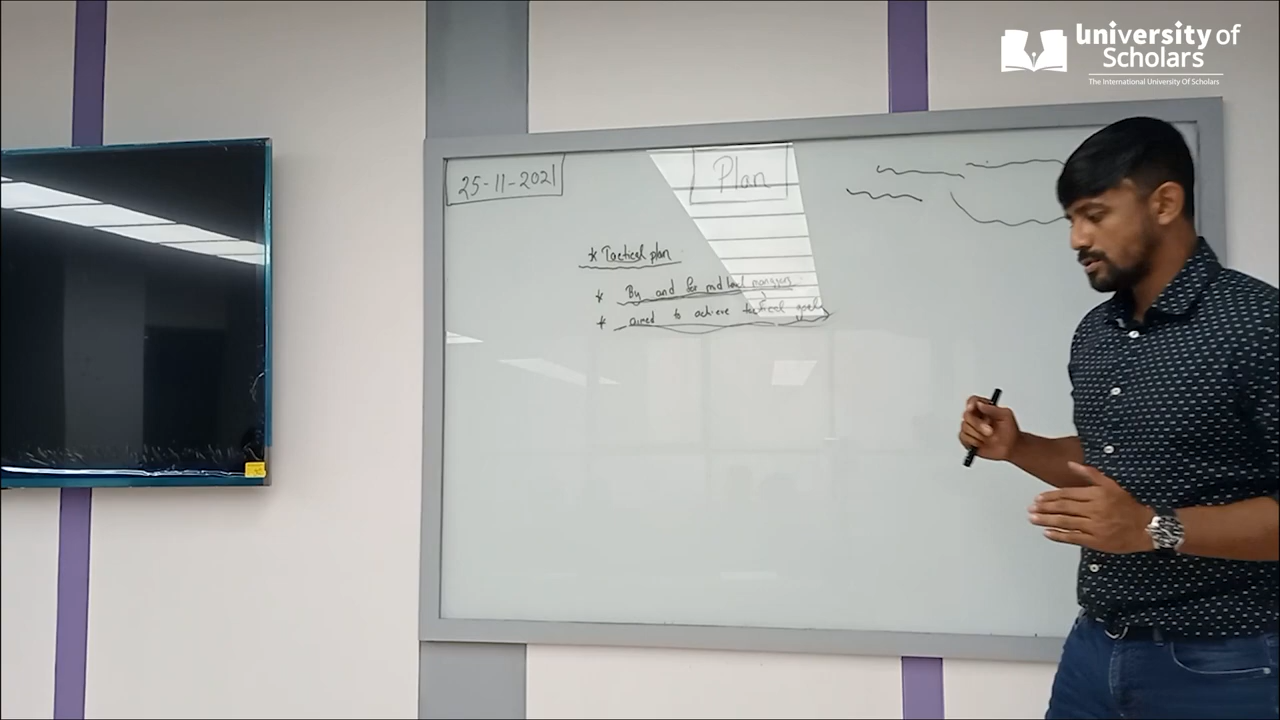 University of
Scholars
The International University Of Scholars
25-11-2021
Plan
* Tactical plan
* By and for mid level managers
* aimed to achieve tactical goals